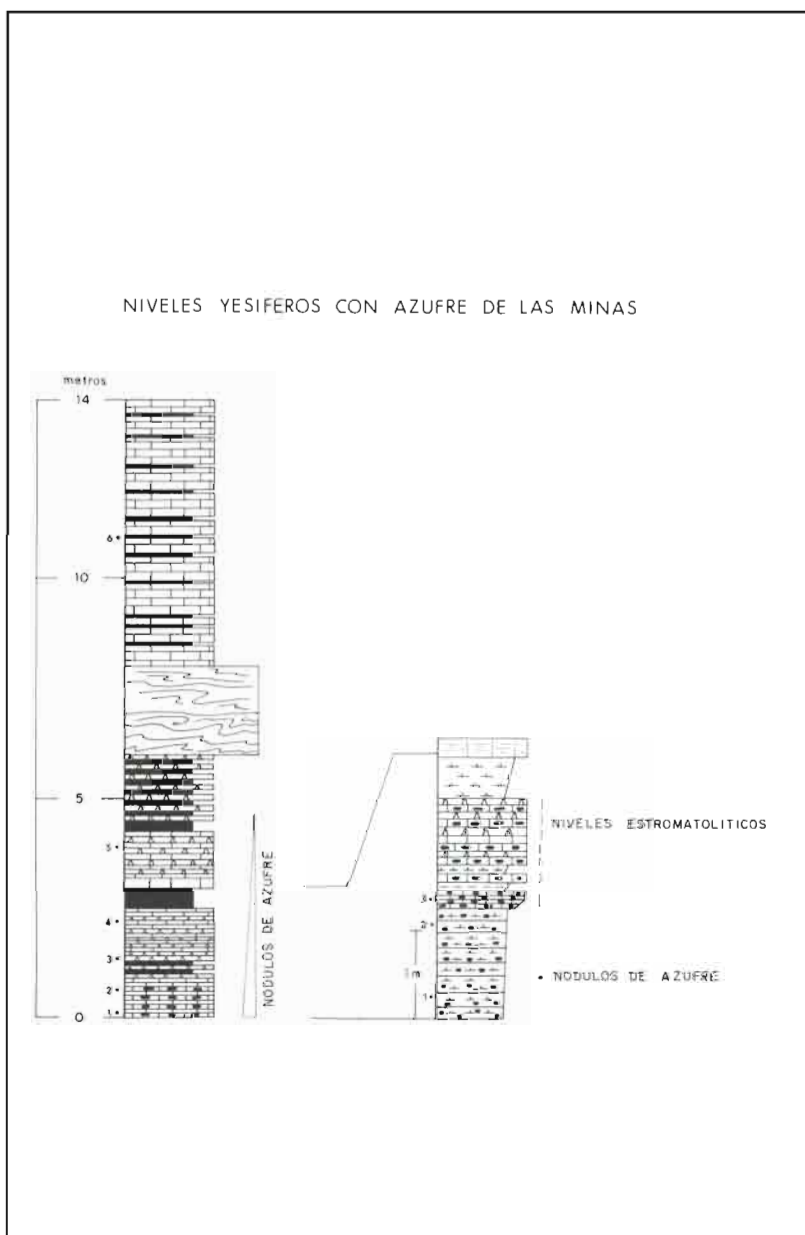 NIVELES YESIFEROS CON AZUFRE DE LAS MINAS
metros
14
6
10
5
5
4
3
2
1
0
NODULOS DE AZUFRE
NIVELES ESTROMATOLITICOS
3
2
1 m
1
NODULOS DE AZUFRE